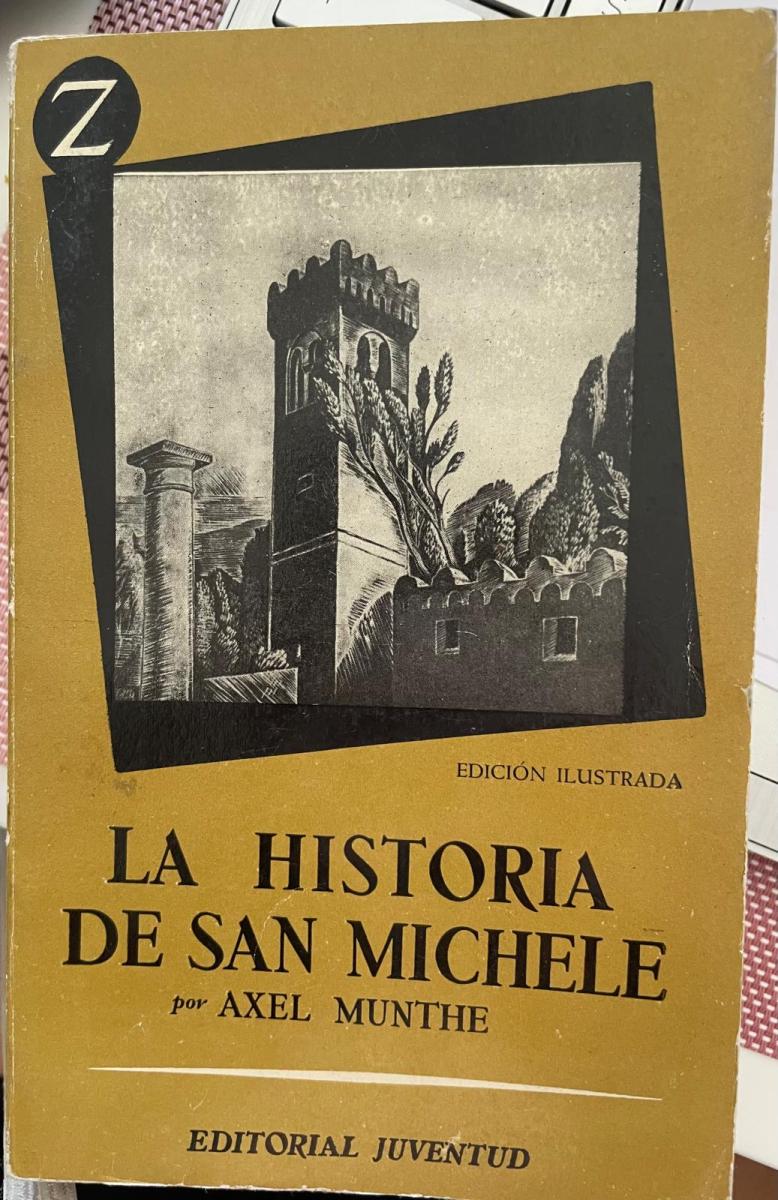 Z
EDICIÓN ILUSTRADA
LA HISTORIA
DE SAN MICHELE
por AXEL MUNTHE
EDITORIAL JUVENTUD